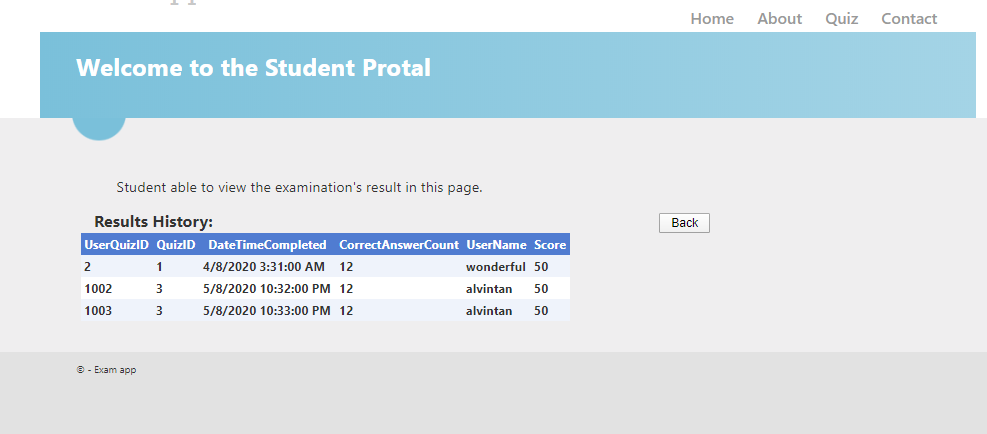 Home About Quiz Contact
Welcome to the Student Protal
Student able to view the examination's result in this page.
Results History:
Back
UserQuizID QuizID DateTimeCompleted CorrectAnswerCount UserName Score
2 1 4/8/2020 3:31:00 AM 12 wonderful 50
1002 3 5/8/2020 10:32:00 PM 12 alvintan 50
1003 3 5/8/2020 10:33:00 PM 12 alvintan 50
© - Exam app